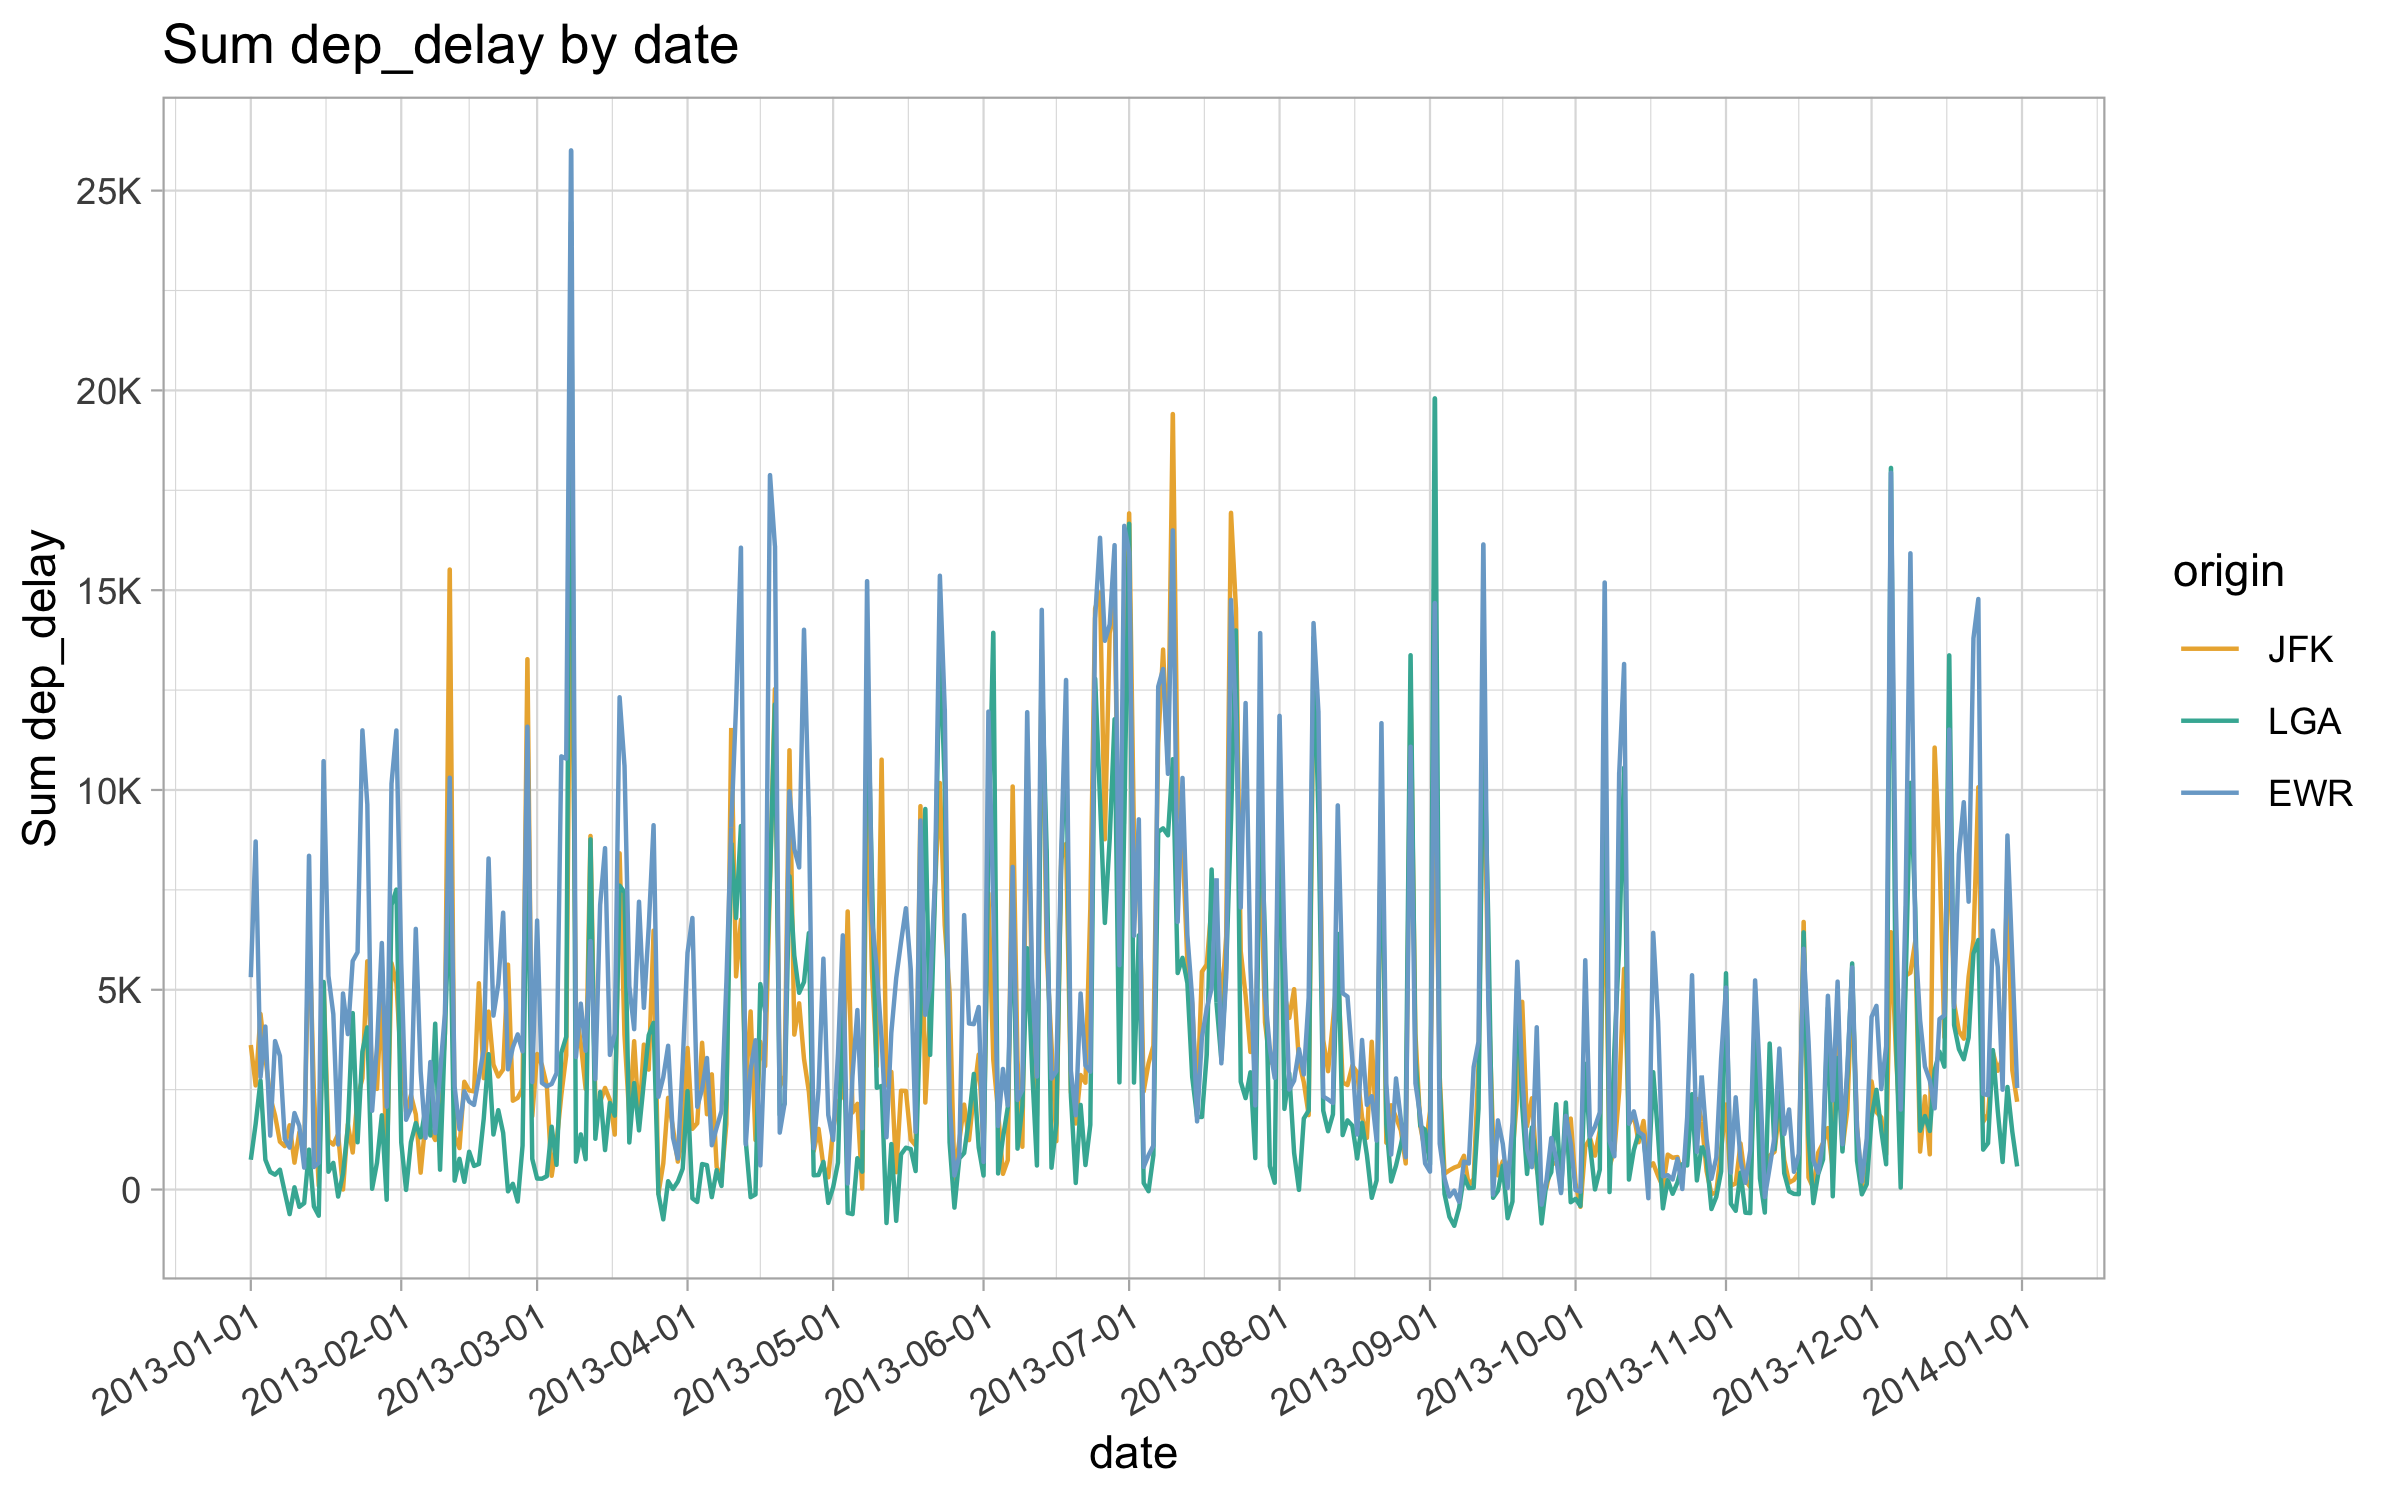 Sum dep_delay by date
Sum dep_delay
25K
20K
15K
10K
5K
0
2013-01-01
2013-02-01
2013-03-01
2013-04-01
2013-05-01
2013-06-01
2013-07-01
2013-08-01
2013-09-01
2013-10-01
2013-11-01
2013-12-01
2014-01-01
date
origin
JFK
LGA
EWR